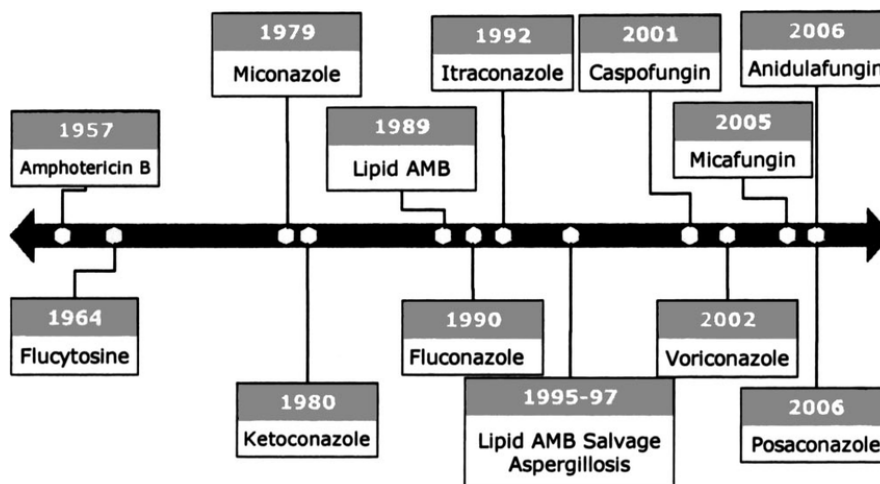 1957
Amphotericin B
1964
Flucytosine
1979
Miconazole
1980
Ketoconazole
1989
Lipid AMB
1990
Fluconazole
1992
Itraconazole
1995-97
Lipid AMB Salvage
Aspergillosis
2001
Caspofungin
2002
Voriconazole
2005
Micafungin
2006
Anidulafungin
2006
Posaconazole